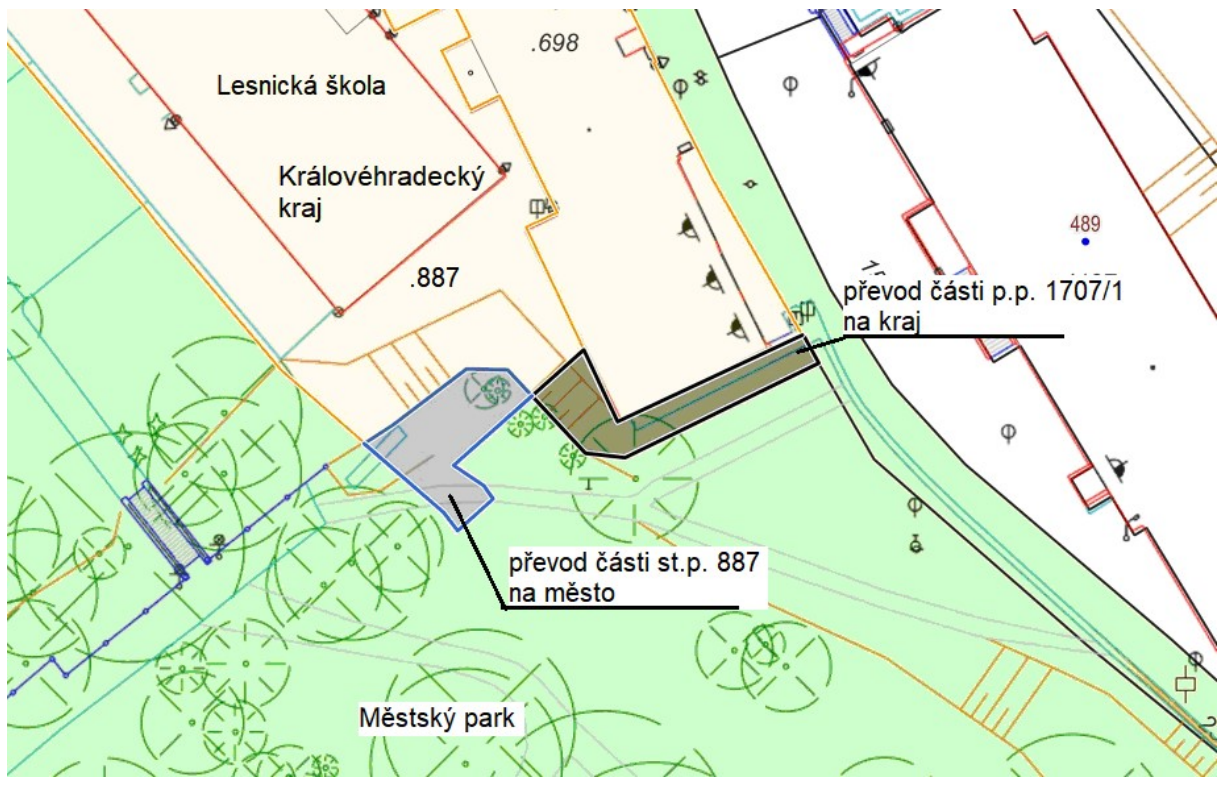 .698
Lesnická škola
Královéhradecký
kraj
489
.887
převod části p.p. 1707/1
na kraj
převod části st.p. 887
na město
Městský park